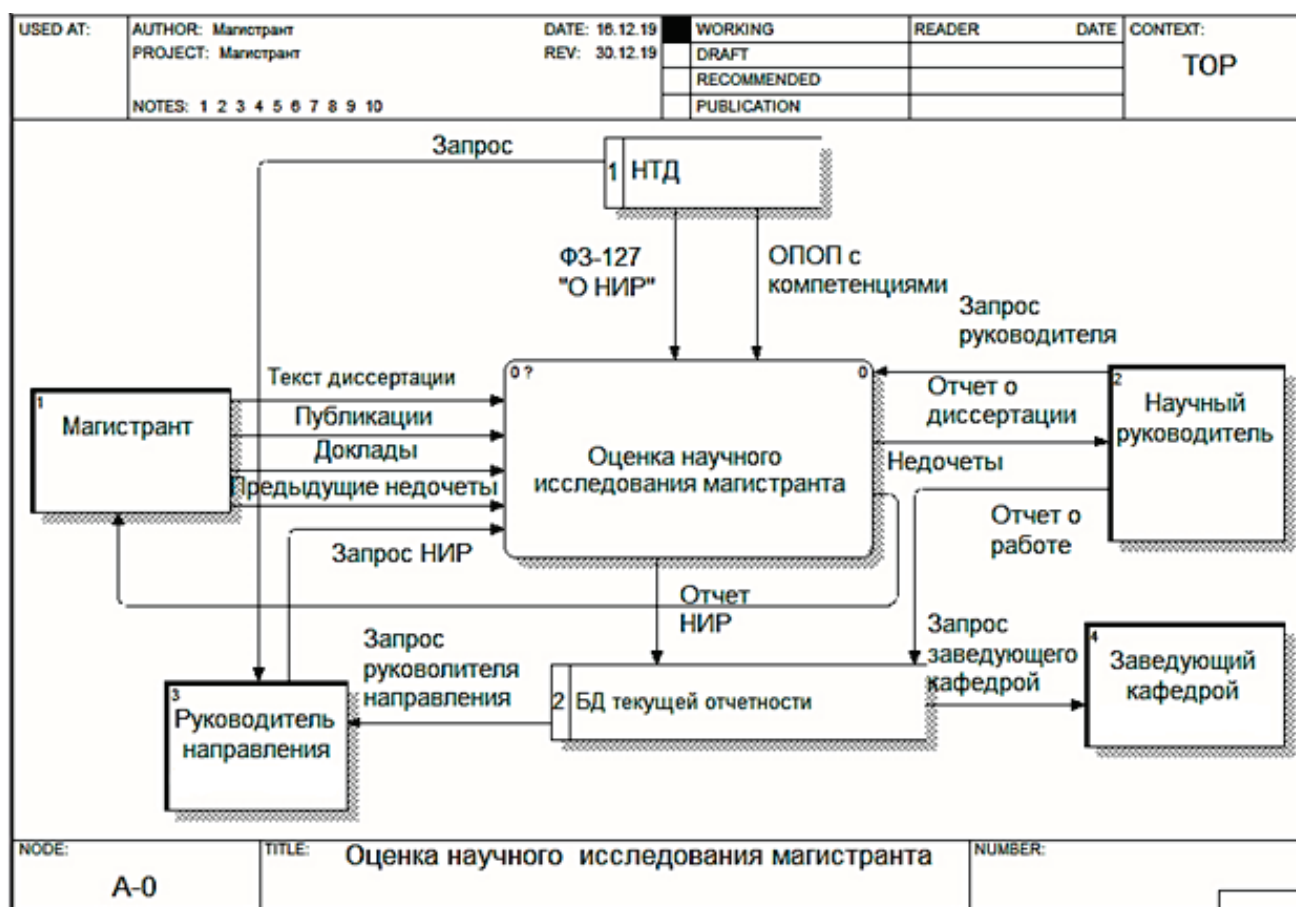 USED AT:
AUTHOR: Магистрант
DATE: 16.12.19
PROJECT: Магистрант
REV: 30.12.19
NOTES: 1 2 3 4 5 6 7 8 9 10
WORKING
DRAFT
RECOMMENDED
PUBLICATION
READER
DATE
CONTEXT:
TOP
Запрос
1 НТД
ФЗ-127
"О НИР"
ОПОП с
компетенциями
Запрос
руководителя
1
Магистрант
Текст диссертации
Публикации
Доклады
Предыдущие недочеты
Запрос НИР
0 ?
0
Оценка научного
исследования магистранта
Отчет о
диссертации
Недочеты
2
Научный
руководитель
Отчет о
работе
Отчет
НИР
Запрос
руковолителя
направления
Запрос
заведующего
кафедрой
3
Руководитель
направления
2 БД текущей отчетности
4
Заведующий
кафедрой
NODE:
A-0
TITLE: Оценка научного исследования магистранта
NUMBER: